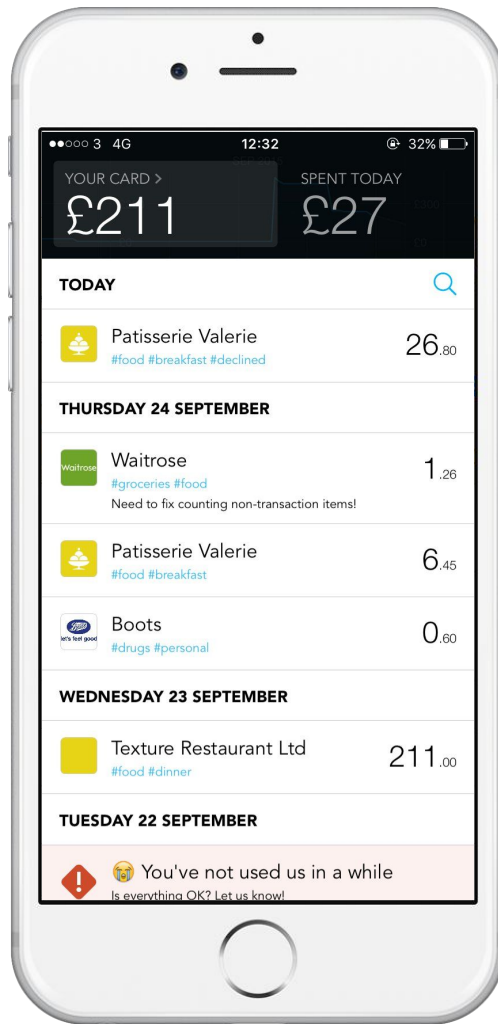 3 4G 12:32 32%
YOUR CARD > SPENT TODAY
£211 £27
TODAY
Patisserie Valerie 26.80
#food #breakfast #declined
THURSDAY 24 SEPTEMBER
Waitrose Waitrose 1.26
#groceries #food
Need to fix counting non-transaction items!
Patisserie Valerie 6.45
#food #breakfast
Boots Boots 0.60
let's feel good
#drugs #personal
WEDNESDAY 23 SEPTEMBER
Texture Restaurant Ltd 211.00
#food #dinner
TUESDAY 22 SEPTEMBER
! 😭 You've not used us in a while
Is everything OK? Let us know!